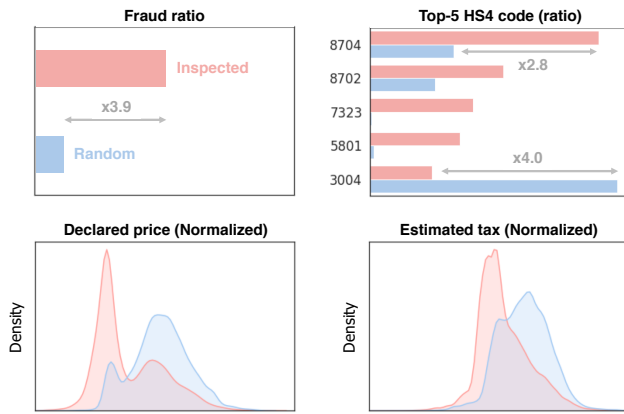 Fraud ratio
Inspected
x3.9
Random
Top-5 HS4 code (ratio)
8704
x2.8
8702
7323
5801
x4.0
3004
Declared price (Normalized)
Density
Estimated tax (Normalized)
Density